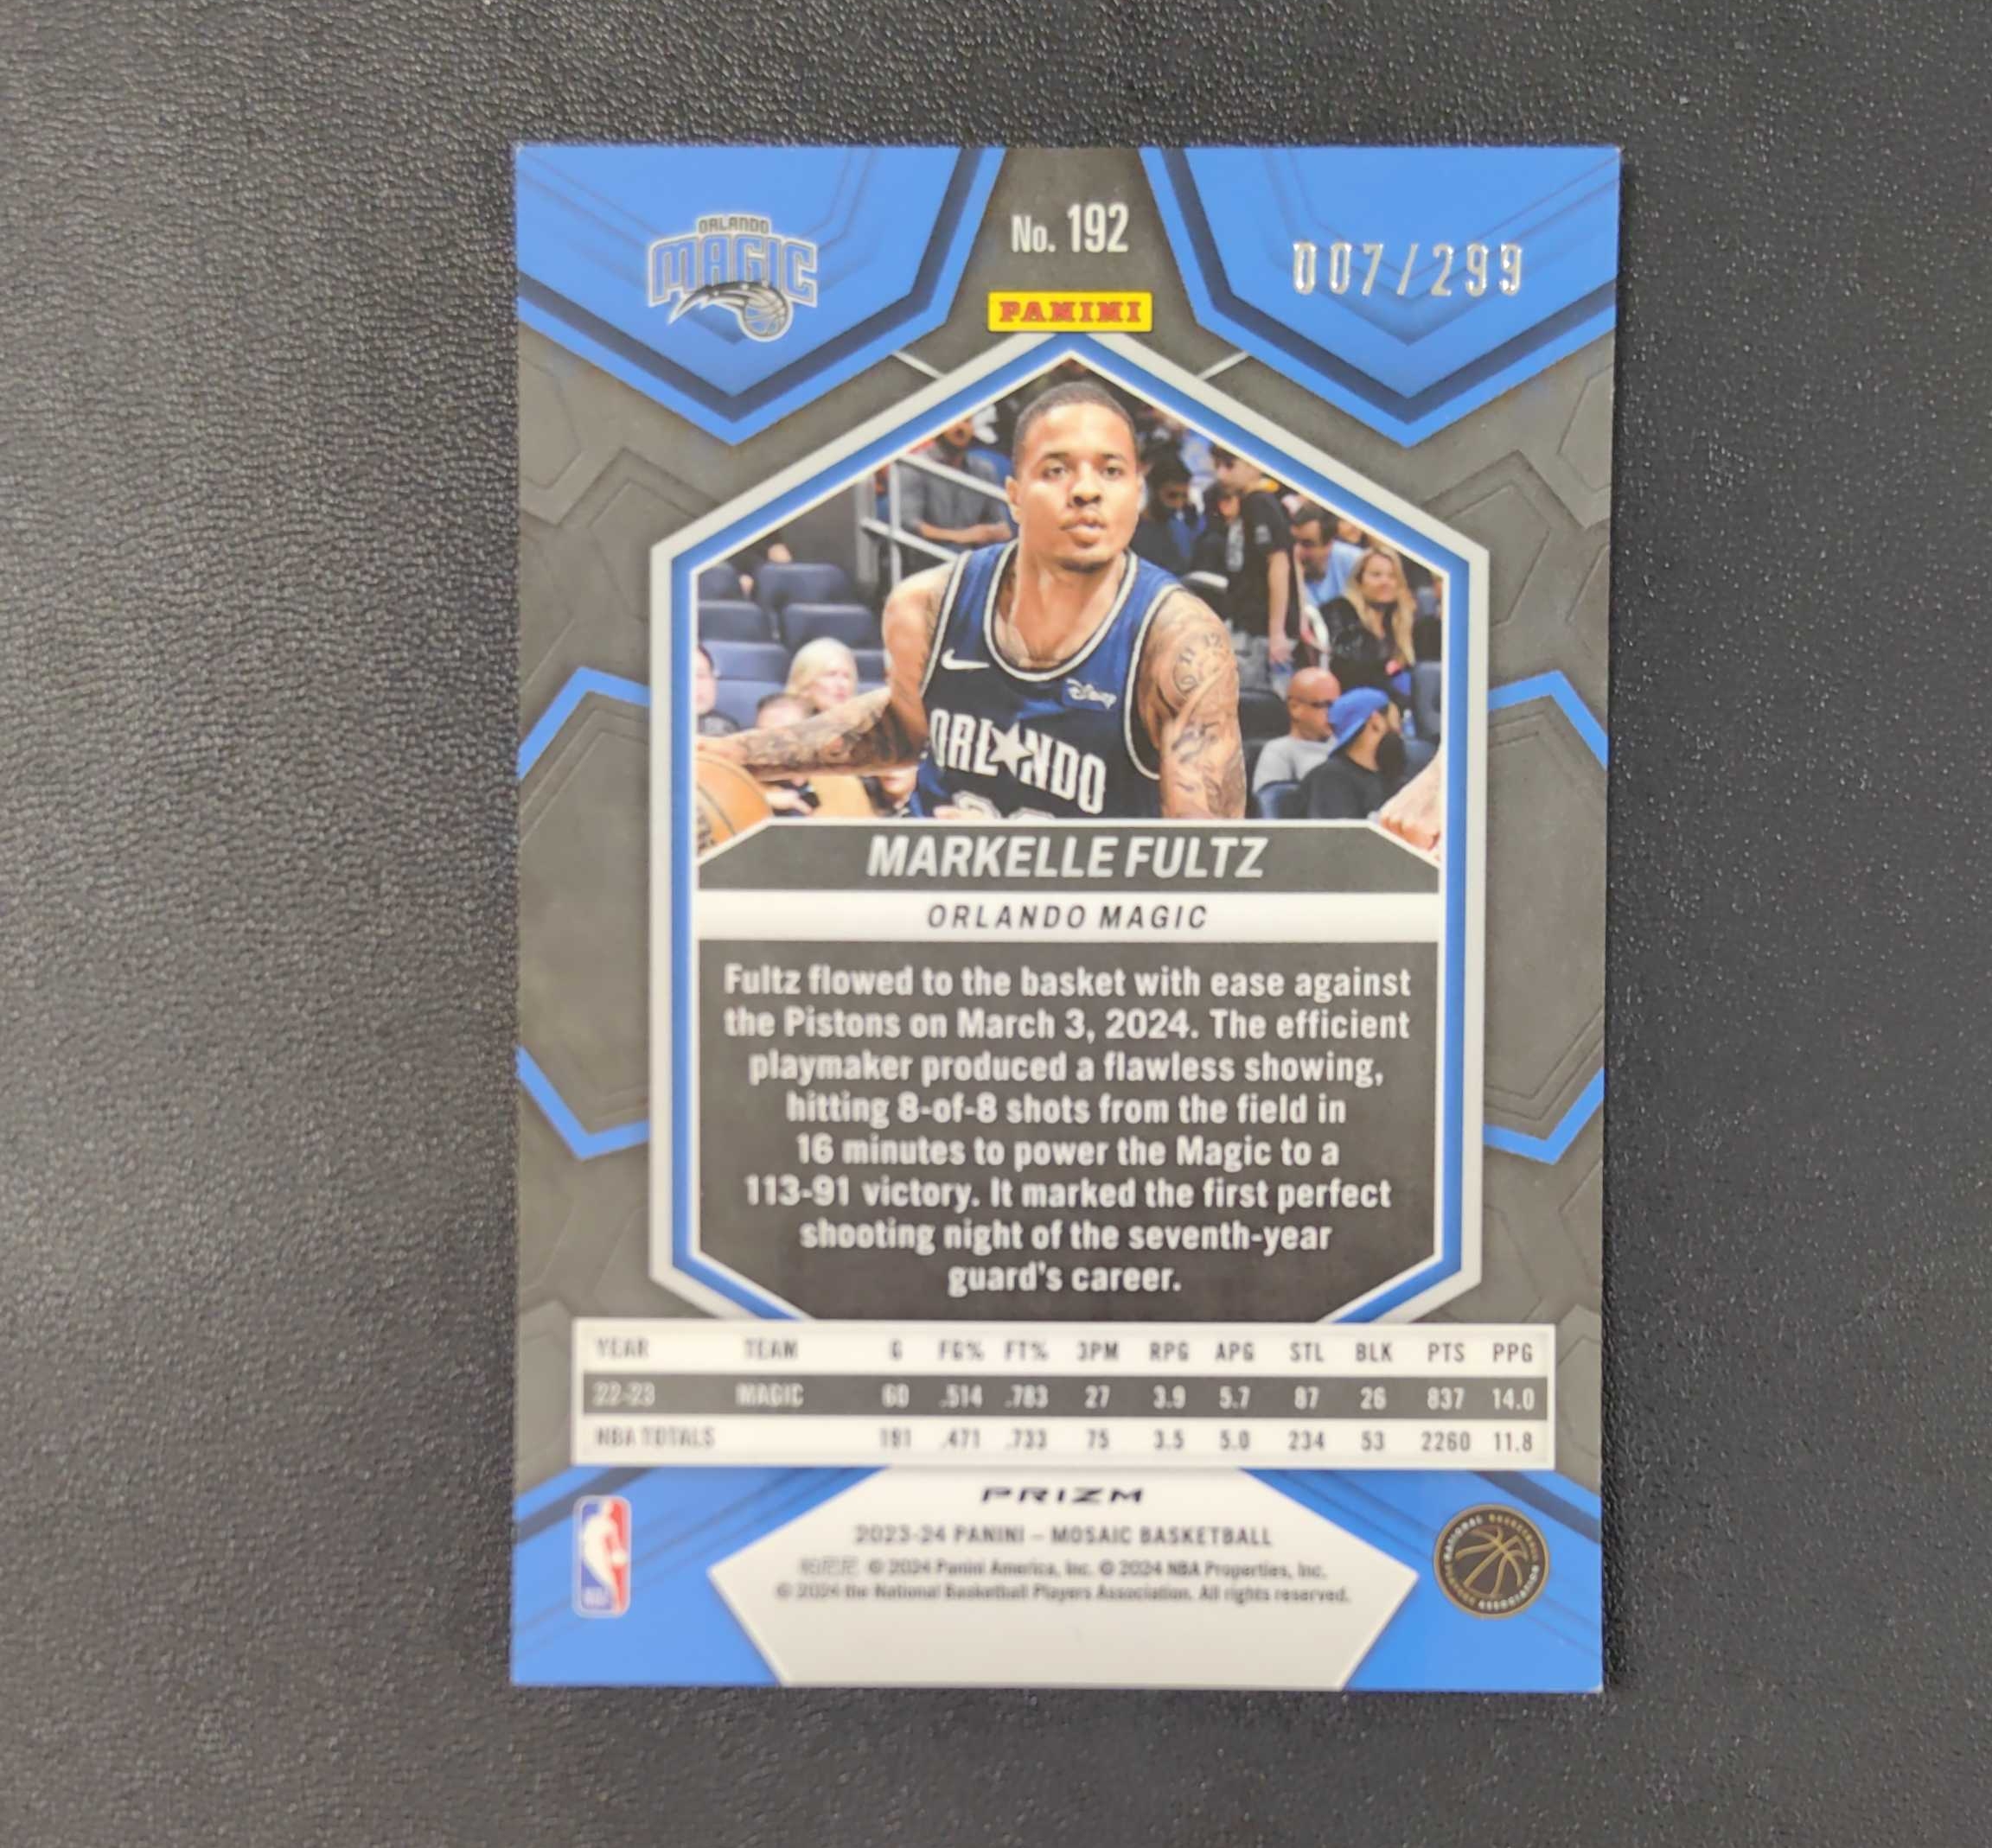 ORLANDO
MAGIC
No. 192
007/299
PANINI
Disney
ORLANDO
MARKELLE FULTZ
ORLANDO MAGIC
Fultz flowed to the basket with ease against
the Pistons on March 3, 2024. The efficient
playmaker produced a flawless showing,
hitting 8-of-8 shots from the field in
16 minutes to power the Magic to a
113-91 victory. It marked the first perfect
shooting night of the seventh-year
guard's career.
YEAR TEAM G FG% FT% 3PM RPG APG STL BLK PTS PPG
22-23 MAGIC 60 .514 .783 27 3.9 5.7 87 26 837 14.0
NBA TOTALS 191 .471 .733 75 3.5 5.0 234 53 2260 11.8
PRIZM
2023-24 PANINI – MOSAIC BASKETBALL
© 2024 Panini America, Inc. © 2024 NBA Properties, Inc.
© 2024 the National Basketball Players Association. All rights reserved.
NBA
NATIONAL BASKETBALL
PLAYERS ASSOCIATION